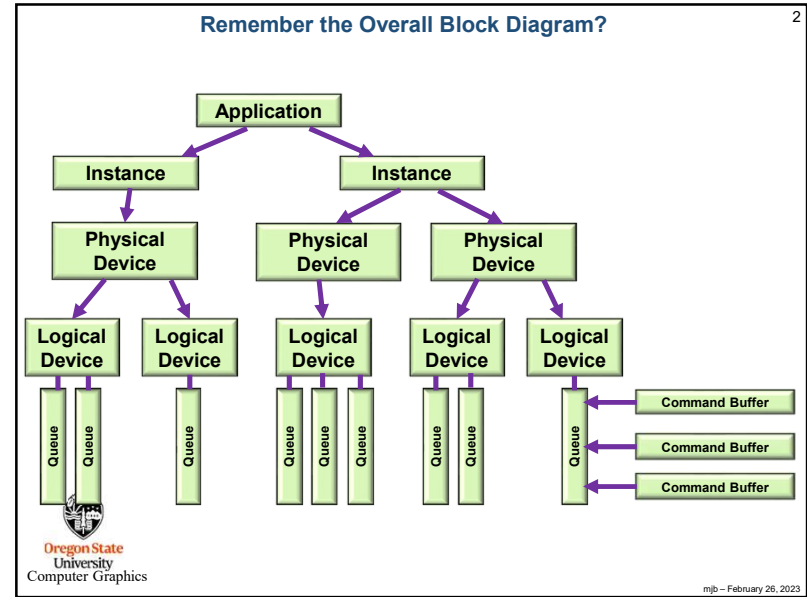 Remember the Overall Block Diagram?
2
Application
Instance
Instance
Physical
Device
Physical
Device
Physical
Device
Logical
Device
Logical
Device
Logical
Device
Logical
Device
Logical
Device
Queue
Queue
Queue
Queue
Queue
Queue
Queue
Queue
Queue
Command Buffer
Command Buffer
Command Buffer
Oregon State
University
Computer Graphics
mjb – February 26, 2023